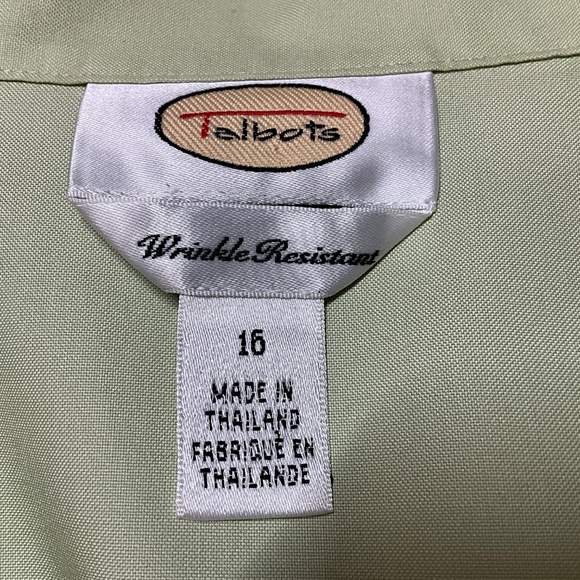 Talbots
Wrinkle Resistant
16
MADE IN
THAILAND
FABRIQUÉ EN
THAILANDE